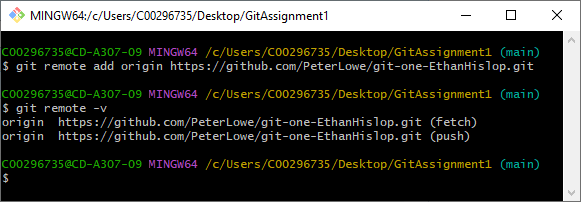 MINGW64:/c/Users/C00296735/Desktop/GitAssignment1
C00296735@CD-A307-09 MINGW64 /c/Users/C00296735/Desktop/GitAssignment1 (main)
$ git remote add origin https://github.com/PeterLowe/git-one-EthanHislop.git
C00296735@CD-A307-09 MINGW64 /c/Users/C00296735/Desktop/GitAssignment1 (main)
$ git remote -v
origin  https://github.com/PeterLowe/git-one-EthanHislop.git (fetch)
origin  https://github.com/PeterLowe/git-one-EthanHislop.git (push)
C00296735@CD-A307-09 MINGW64 /c/Users/C00296735/Desktop/GitAssignment1 (main)
$